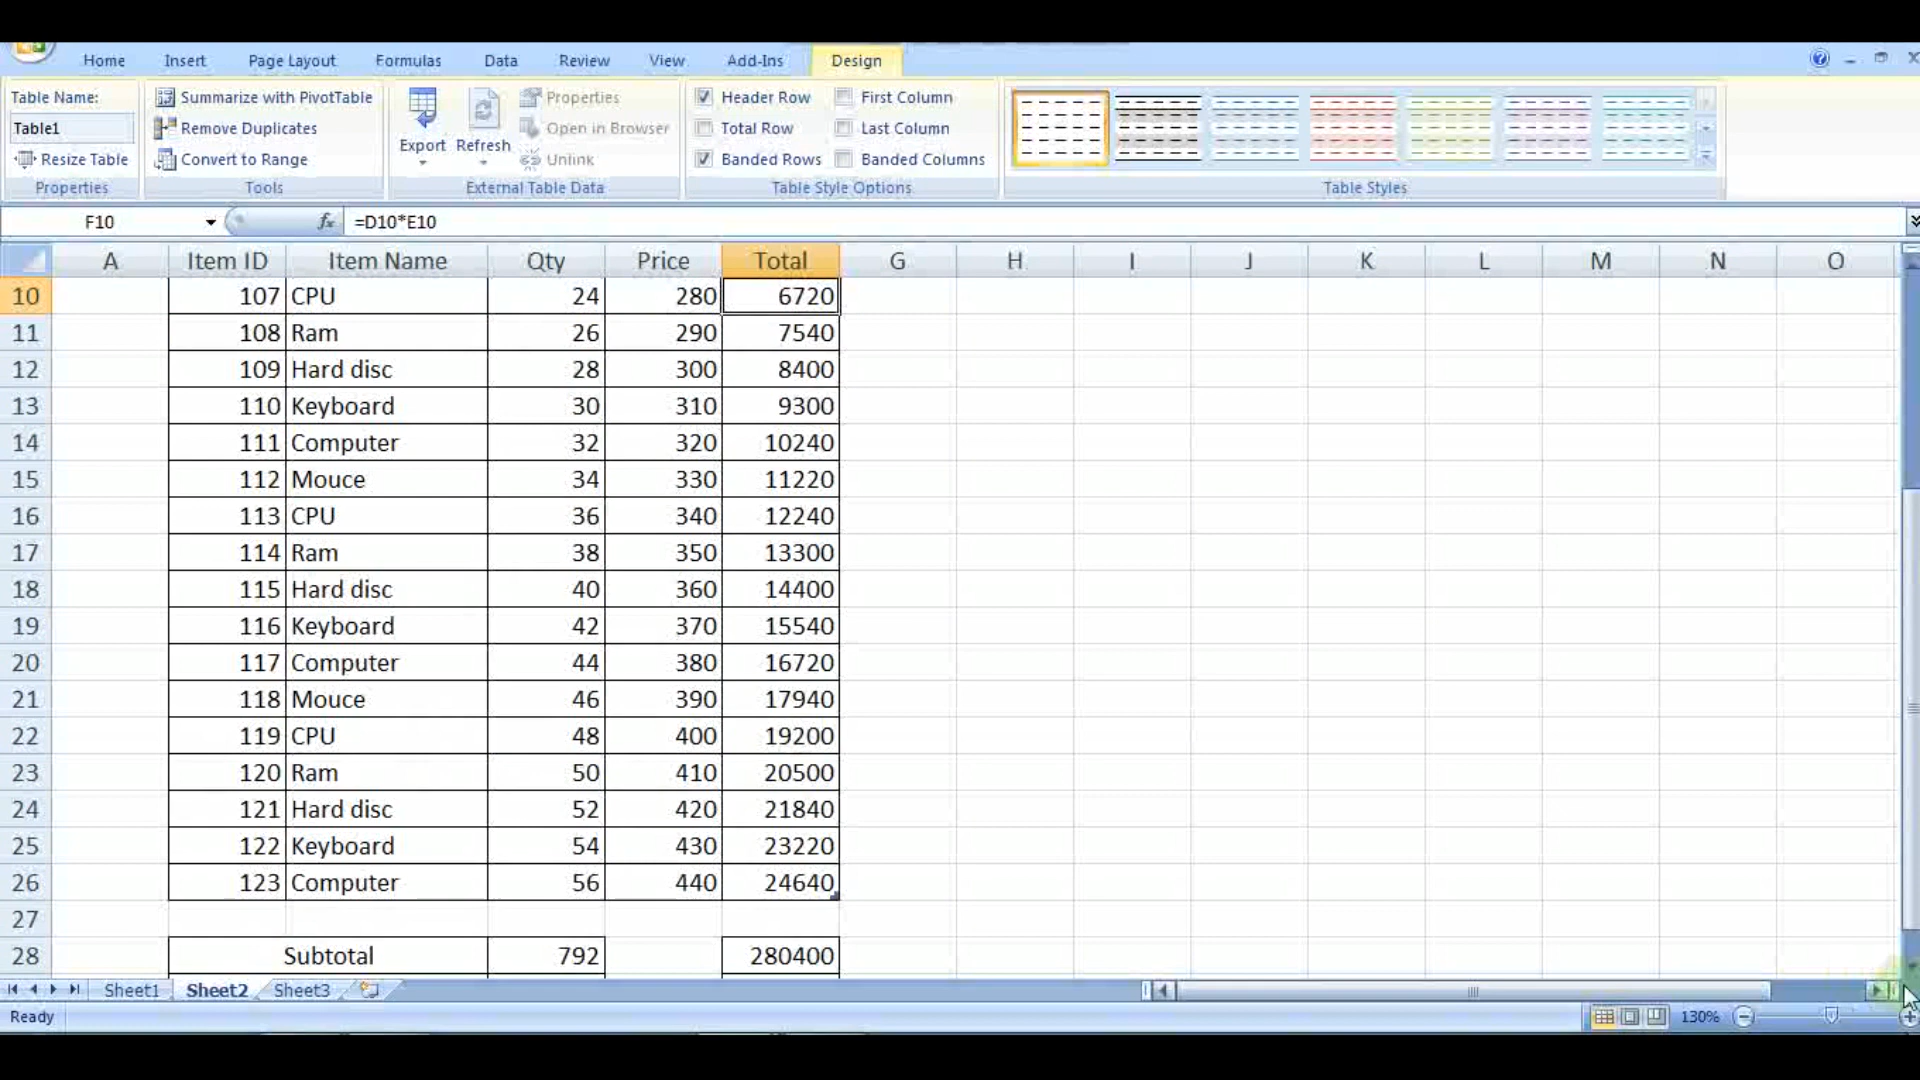 Home Insert Page Layout Formulas Data Review View Add-Ins Design
Table Name:
Table1
Resize Table
Properties
Summarize with PivotTable
Remove Duplicates
Convert to Range
Tools
Export Refresh
Properties
Open in Browser
Unlink
External Table Data
Header Row First Column
Total Row Last Column
Banded Rows Banded Columns
Table Style Options
Table Styles
F10 fx =D10*E10
A Item ID Item Name Qty Price Total G H I J K L M N O
10 107 CPU 24 280 6720
11 108 Ram 26 290 7540
12 109 Hard disc 28 300 8400
13 110 Keyboard 30 310 9300
14 111 Computer 32 320 10240
15 112 Mouce 34 330 11220
16 113 CPU 36 340 12240
17 114 Ram 38 350 13300
18 115 Hard disc 40 360 14400
19 116 Keyboard 42 370 15540
20 117 Computer 44 380 16720
21 118 Mouce 46 390 17940
22 119 CPU 48 400 19200
23 120 Ram 50 410 20500
24 121 Hard disc 52 420 21840
25 122 Keyboard 54 430 23220
26 123 Computer 56 440 24640
27
28 Subtotal 792 280400
Sheet1 Sheet2 Sheet3
Ready 130%